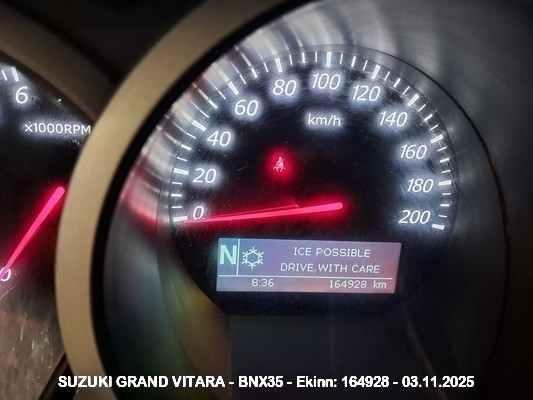 6
x1000RPM
0
0
20
40
60
80
100
120
140
160
180
200
km/h
N
ICE POSSIBLE
DRIVE WITH CARE
8:36
164928 km
SUZUKI GRAND VITARA - BNX35 - Ekinn: 164928 - 03.11.2025